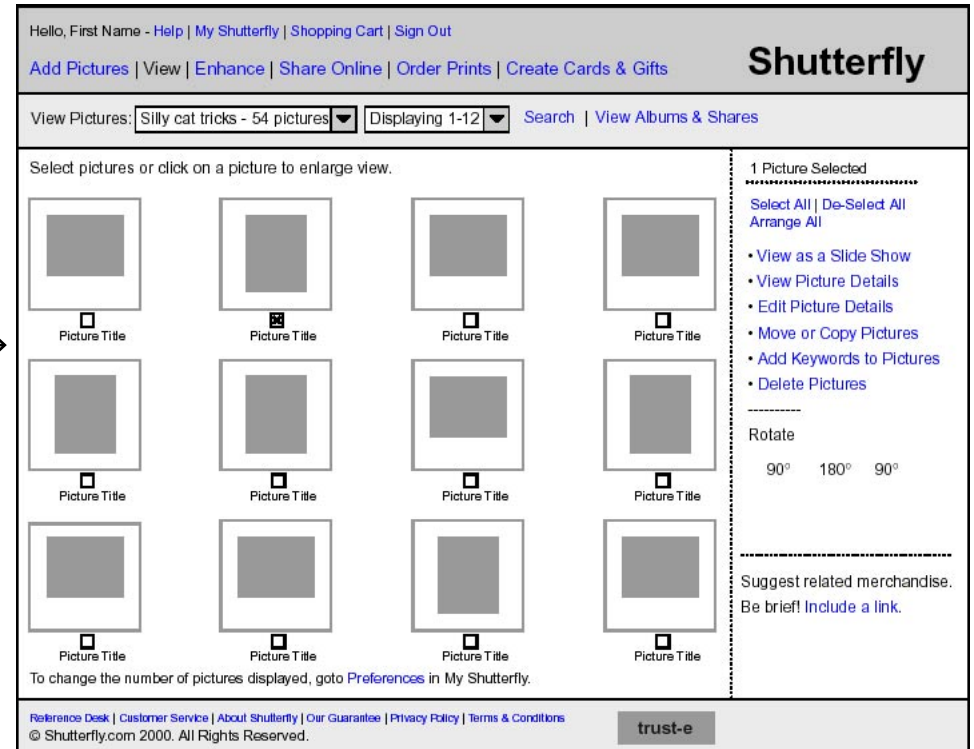 Hello, First Name - Help | My Shutterfly | Shopping Cart | Sign Out
Add Pictures | View | Enhance | Share Online | Order Prints | Create Cards & Gifts
Shutterfly
View Pictures: Silly cat tricks - 54 pictures Displaying 1-12 Search | View Albums & Shares
Select pictures or click on a picture to enlarge view.
Picture Title Picture Title Picture Title Picture Title
Picture Title Picture Title Picture Title Picture Title
Picture Title Picture Title Picture Title Picture Title
To change the number of pictures displayed, goto Preferences in My Shutterfly.
1 Picture Selected
Select All | De-Select All
Arrange All
• View as a Slide Show
• View Picture Details
• Edit Picture Details
• Move or Copy Pictures
• Add Keywords to Pictures
• Delete Pictures
----------
Rotate
90° 180° 90°
Suggest related merchandise.
Be brief! Include a link.
Reference Desk | Customer Service | About Shutterfly | Our Guarantee | Privacy Policy | Terms & Conditions
© Shutterfly.com 2000. All Rights Reserved.
trust-e